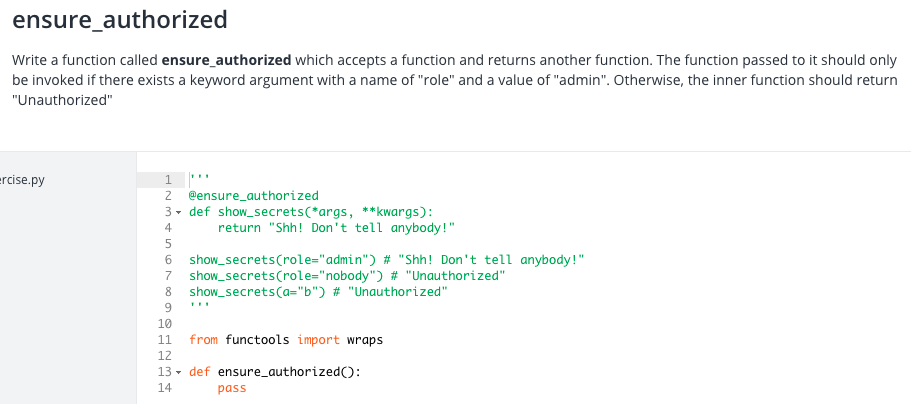 ensure_authorized
Write a function called ensure_authorized which accepts a function and returns another function. The function passed to it should only
be invoked if there exists a keyword argument with a name of "role" and a value of "admin". Otherwise, the inner function should return
"Unauthorized"
ercise.py
1 '''
2 @ensure_authorized
3 def show_secrets(*args, **kwargs):
4     return "Shh! Don't tell anybody!"
5
6 show_secrets(role="admin") # "Shh! Don't tell anybody!"
7 show_secrets(role="nobody") # "Unauthorized"
8 show_secrets(a="b") # "Unauthorized"
9 '''
10
11 from functools import wraps
12
13 def ensure_authorized():
14     pass